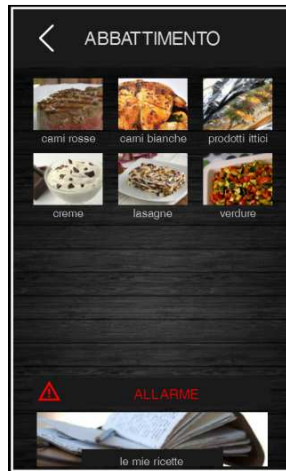 ABBATTIMENTO
carni rosse carni bianche prodotti ittici
creme lasagne verdure
ALLARME
le mie ricette